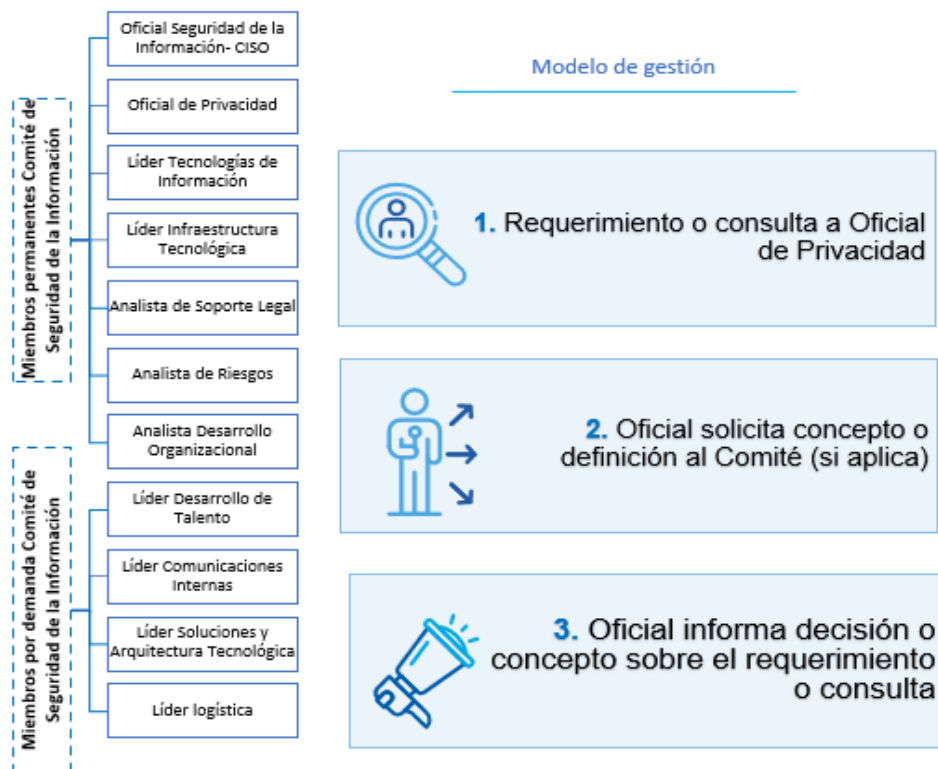 Miembros permanentes Comité de
Seguridad de la Información
Oficial Seguridad de la
Información- CISO
Oficial de Privacidad
Líder Tecnologías de
Información
Líder Infraestructura
Tecnológica
Analista de Soporte Legal
Analista de Riesgos
Analista Desarrollo
Organizacional
Miembros por demanda Comité de
Seguridad de la Información
Líder Desarrollo de
Talento
Líder Comunicaciones
Internas
Líder Soluciones y
Arquitectura Tecnológica
Líder logística
Modelo de gestión
1. Requerimiento o consulta a Oficial
de Privacidad
2. Oficial solicita concepto o
definición al Comité (si aplica)
3. Oficial informa decisión o
concepto sobre el requerimiento
o consulta